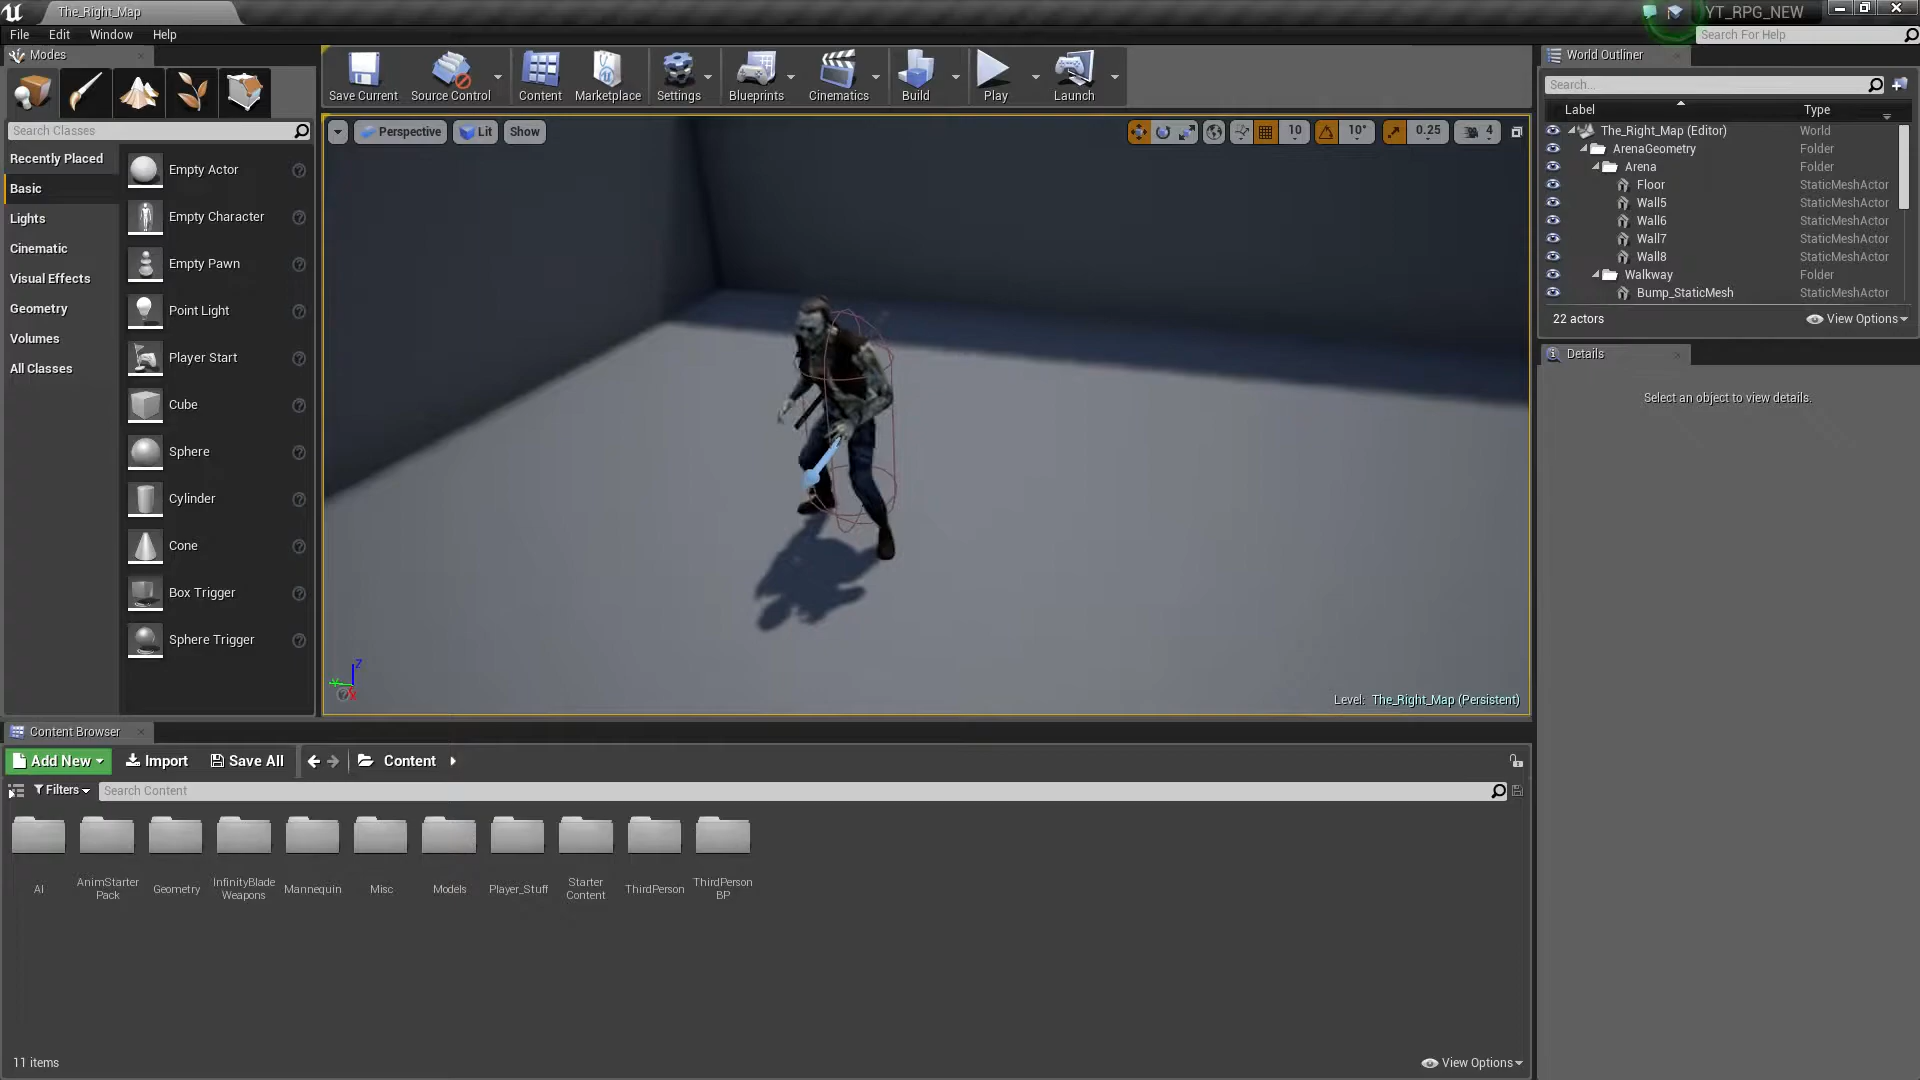 The_Right_Map
YT_RPG_NEW
File Edit Window Help
Search For Help
Modes
Save Current
Source Control
Content
Marketplace
Settings
Blueprints
Cinematics
Build
Play
Launch
World Outliner
Search...
Label
Type
Search Classes
Perspective
Lit
Show
10
10°
0.25
4
Recently Placed
Basic
Lights
Cinematic
Visual Effects
Geometry
Volumes
All Classes
Empty Actor
Empty Character
Empty Pawn
Point Light
Player Start
Cube
Sphere
Cylinder
Cone
Box Trigger
Sphere Trigger
The_Right_Map (Editor) World
ArenaGeometry Folder
Arena Folder
Floor StaticMeshActor
Wall5 StaticMeshActor
Wall6 StaticMeshActor
Wall7 StaticMeshActor
Wall8 StaticMeshActor
Walkway Folder
Bump_StaticMesh StaticMeshActor
22 actors
View Options
Details
Select an object to view details.
Z
Y
X
Level: The_Right_Map (Persistent)
Content Browser
Add New
Import
Save All
Content
Filters
Search Content
AI
AnimStarter
Pack
Geometry
InfinityBlade
Weapons
Mannequin
Misc
Models
Player_Stuff
Starter
Content
ThirdPerson
ThirdPerson
BP
11 items
View Options